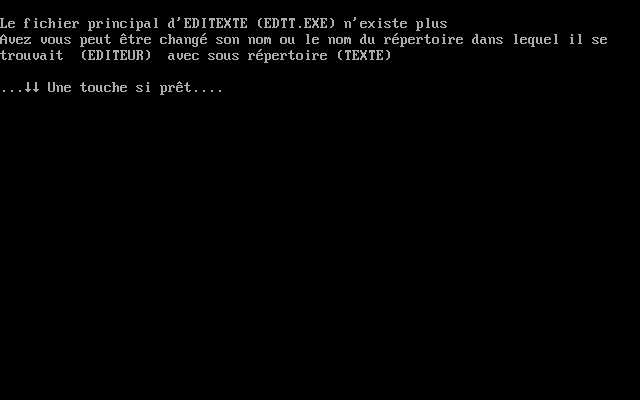 Le fichier principal d'EDITEXTE (EDTT.EXE) n'existe plus
Avez vous peut être changé son nom ou le nom du répertoire dans lequel il se
trouvait  (EDITEUR)  avec sous répertoire (TEXTE)
...↓↓ Une touche si prêt....